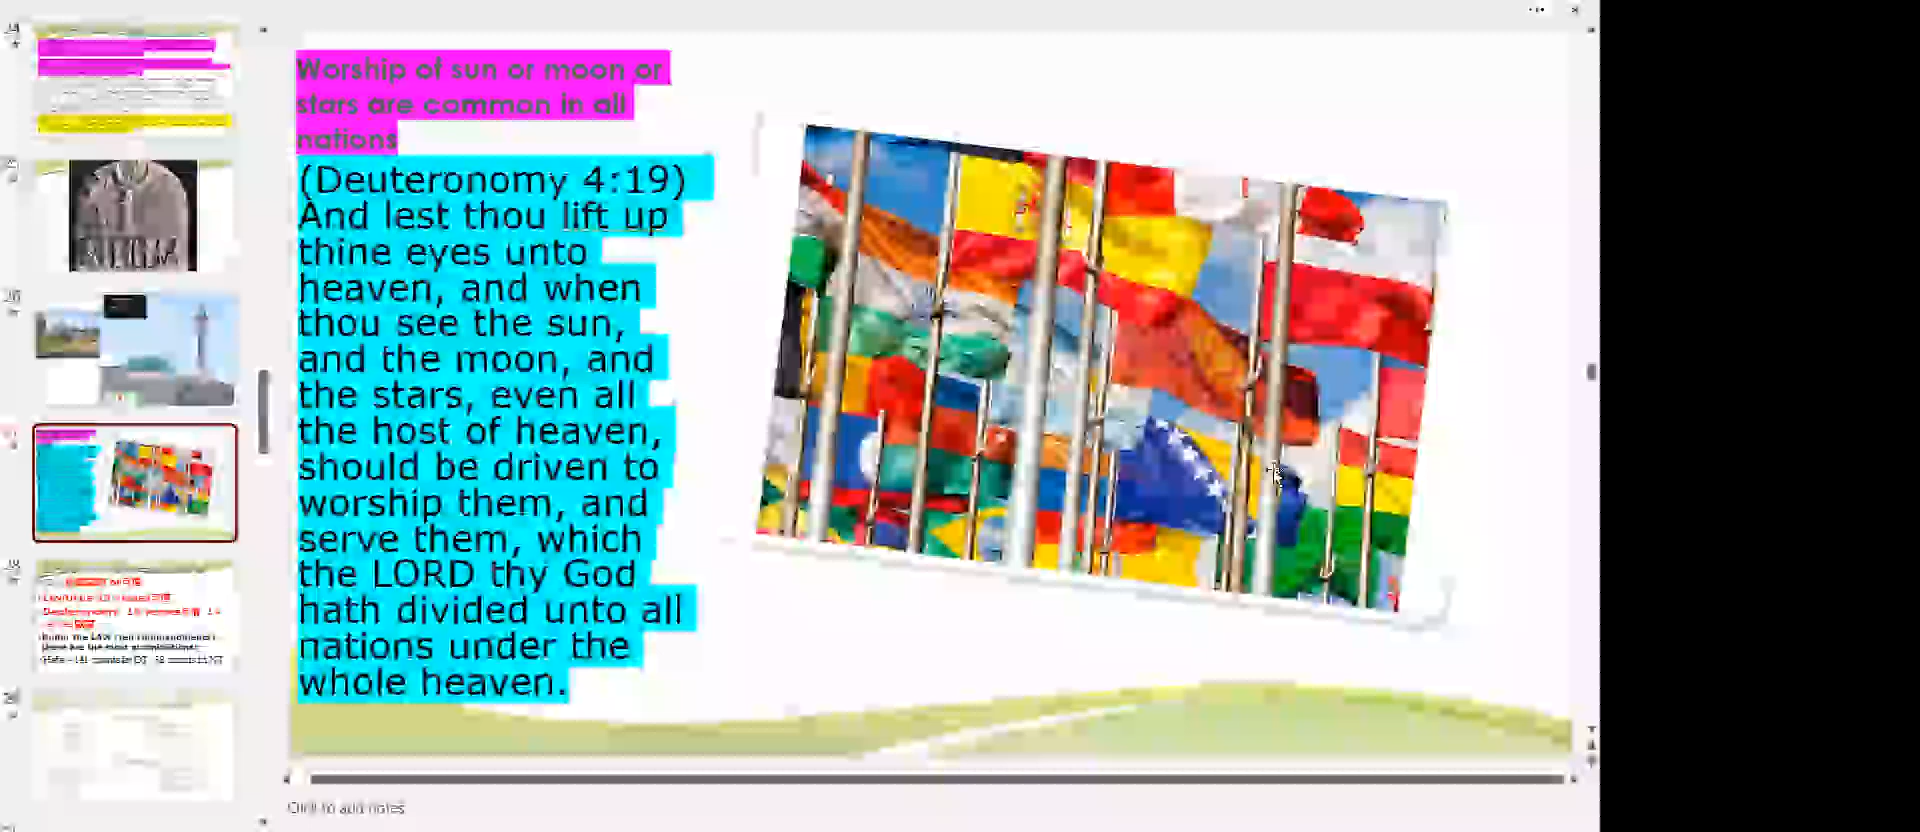 Worship of sun or moon or
stars are common in all
nations
(Deuteronomy 4:19)
And lest thou lift up
thine eyes unto
heaven, and when
thou see the sun,
and the moon, and
the stars, even all
the host of heaven,
should be driven to
worship them, and
serve them, which
the LORD thy God
hath divided unto all
nations under the
whole heaven.
Click to add notes